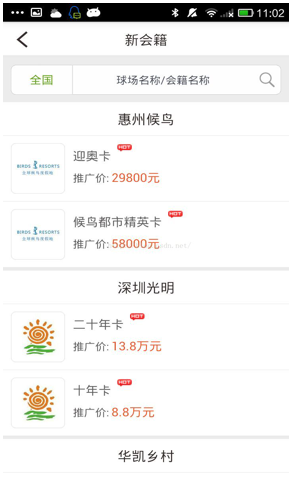 11:02
新会籍
全国
球场名称/会籍名称
惠州候鸟
迎奥卡
HOT
BIRDS RESORTS
推广价: 29800元
候鸟都市精英卡
HOT
BIRDS RESORTS
推广价: 58000元
深圳光明
二十年卡
HOT
推广价: 13.8万元
十年卡
HOT
推广价: 8.8万元
华凯乡村